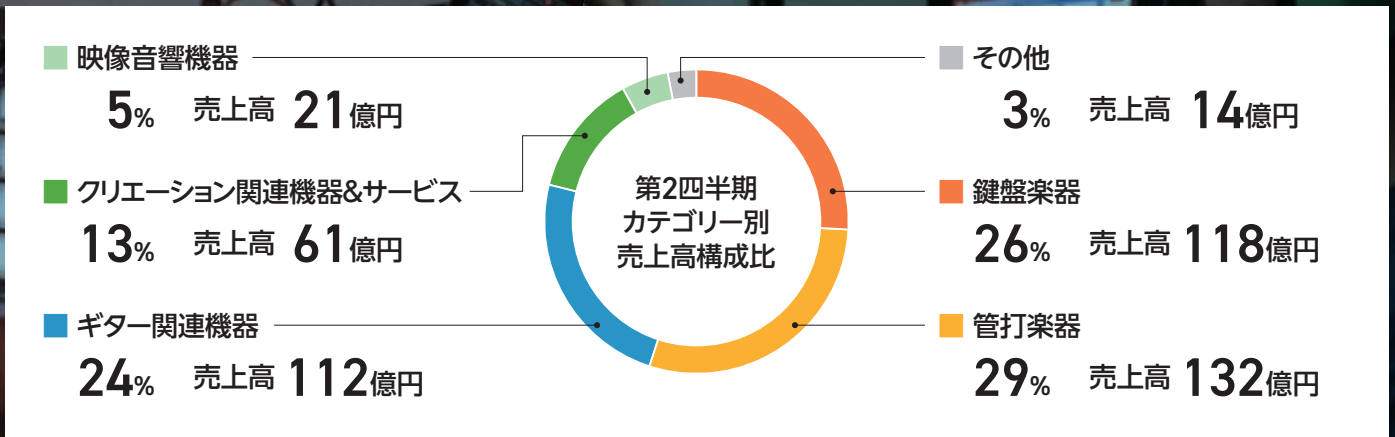 映像音響機器
5% 売上高 21億円
クリエーション関連機器&サービス
13% 売上高 61億円
ギター関連機器
24% 売上高 112億円
第2四半期
カテゴリー別
売上高構成比
その他
3% 売上高 14億円
鍵盤楽器
26% 売上高 118億円
管打楽器
29% 売上高 132億円